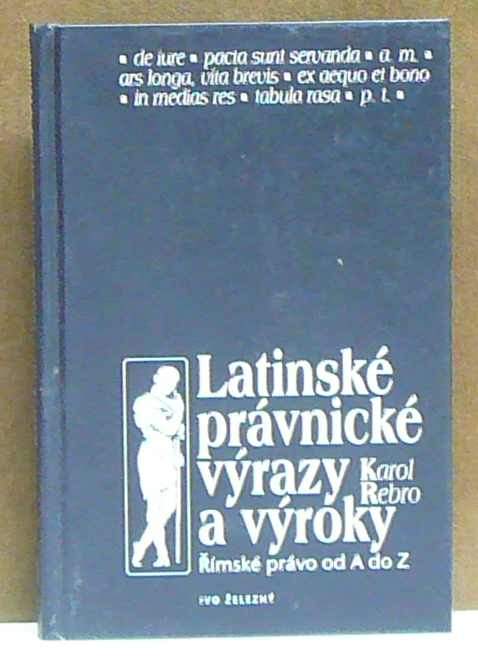 ▪ de iure ▪ pacta sunt servanda ▪ a. m. ▪
ars longa, vita brevis ▪ ex aequo et bono
▪ in medias res ▪ tabula rasa ▪ p. t. ▪
Latinské
právnické
výrazy
Karol
Rebro
a výroky
Římské právo od A do Z
IVO ŽELEZNÝ